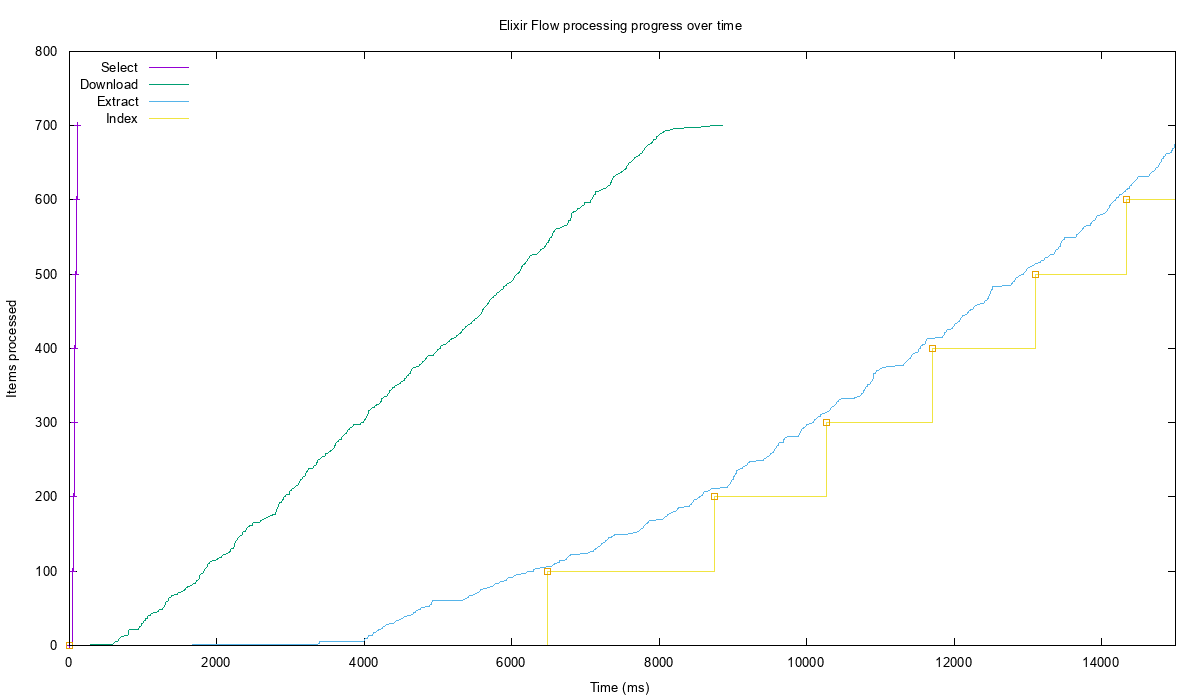 Elixir Flow processing progress over time
Select
Download
Extract
Index
800
700
600
500
400
300
200
100
0
Items processed
0 2000 4000 6000 8000 10000 12000 14000
Time (ms)